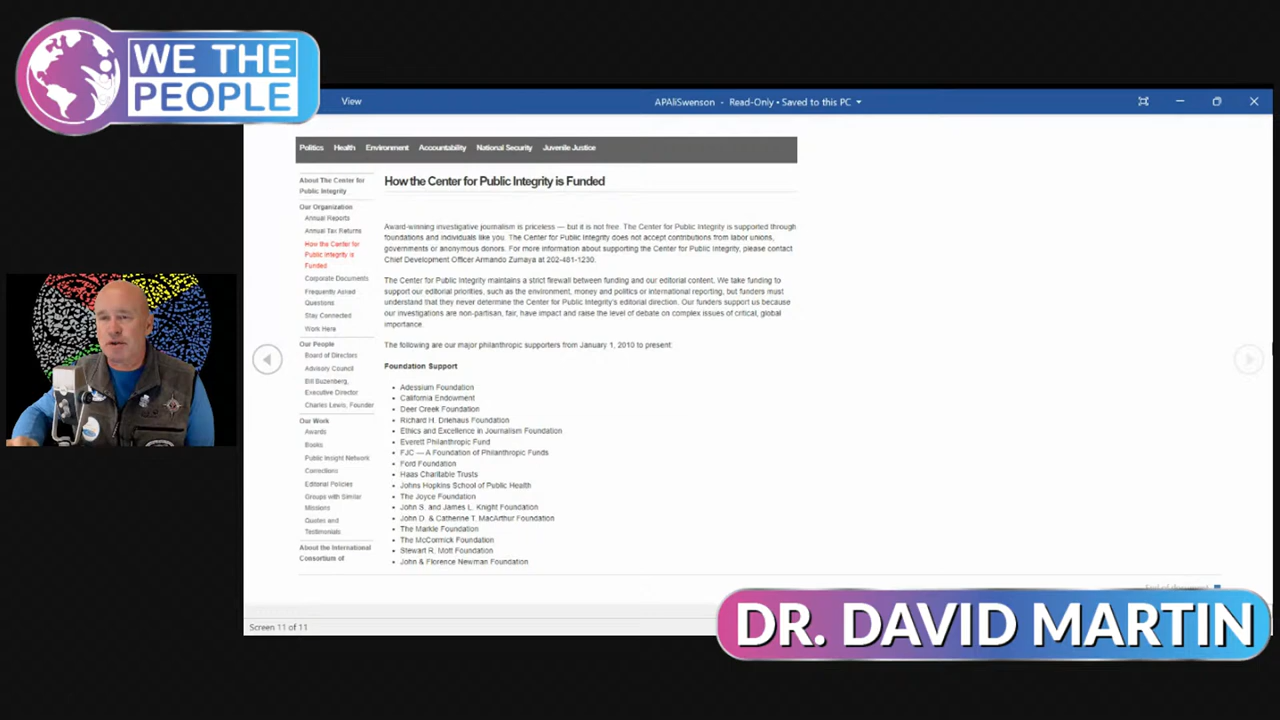 WE THE
PEOPLE
View
APAliSwenson - Read-Only • Saved to this PC
Politics Health Environment Accountability National Security Juvenile Justice
About The Center for
Public Integrity
Our Organization
Annual Reports
Annual Tax Returns
How the Center for
Public Integrity is
Funded
Corporate Documents
Frequently Asked
Questions
Stay Connected
Work Here
Our People
Board of Directors
Advisory Council
Bill Buzenberg,
Executive Director
Charles Lewis, Founder
Our Work
Awards
Books
Public Insight Network
Corrections
Editorial Policies
Groups with Similar
Missions
Quotes and
Testimonials
About the International
Consortium of
How the Center for Public Integrity is Funded
Award-winning investigative journalism is priceless — but it is not free. The Center for Public Integrity is supported through
foundations and individuals like you. The Center for Public Integrity does not accept contributions from labor unions,
governments or anonymous donors. For more information about supporting the Center for Public Integrity, please contact
Chief Development Officer Armando Zumaya at 202-481-1230.
The Center for Public Integrity maintains a strict firewall between funding and our editorial content. We take funding to
support our editorial priorities, such as the environment, money and politics or international reporting, but funders must
understand that they never determine the Center for Public Integrity's editorial direction. Our funders support us because
our investigations are non-partisan, fair, have impact and raise the level of debate on complex issues of critical, global
importance.
The following are our major philanthropic supporters from January 1, 2010 to present:
Foundation Support
• Adessium Foundation
• California Endowment
• Deer Creek Foundation
• Richard H. Driehaus Foundation
• Ethics and Excellence in Journalism Foundation
• Everett Philanthropic Fund
• FJC — A Foundation of Philanthropic Funds
• Ford Foundation
• Haas Charitable Trusts
• Johns Hopkins School of Public Health
• The Joyce Foundation
• John S. and James L. Knight Foundation
• John D. & Catherine T. MacArthur Foundation
• The Markle Foundation
• The McCormick Foundation
• Stewart R. Mott Foundation
• John & Florence Newman Foundation
Screen 11 of 11
DR. DAVID MARTIN